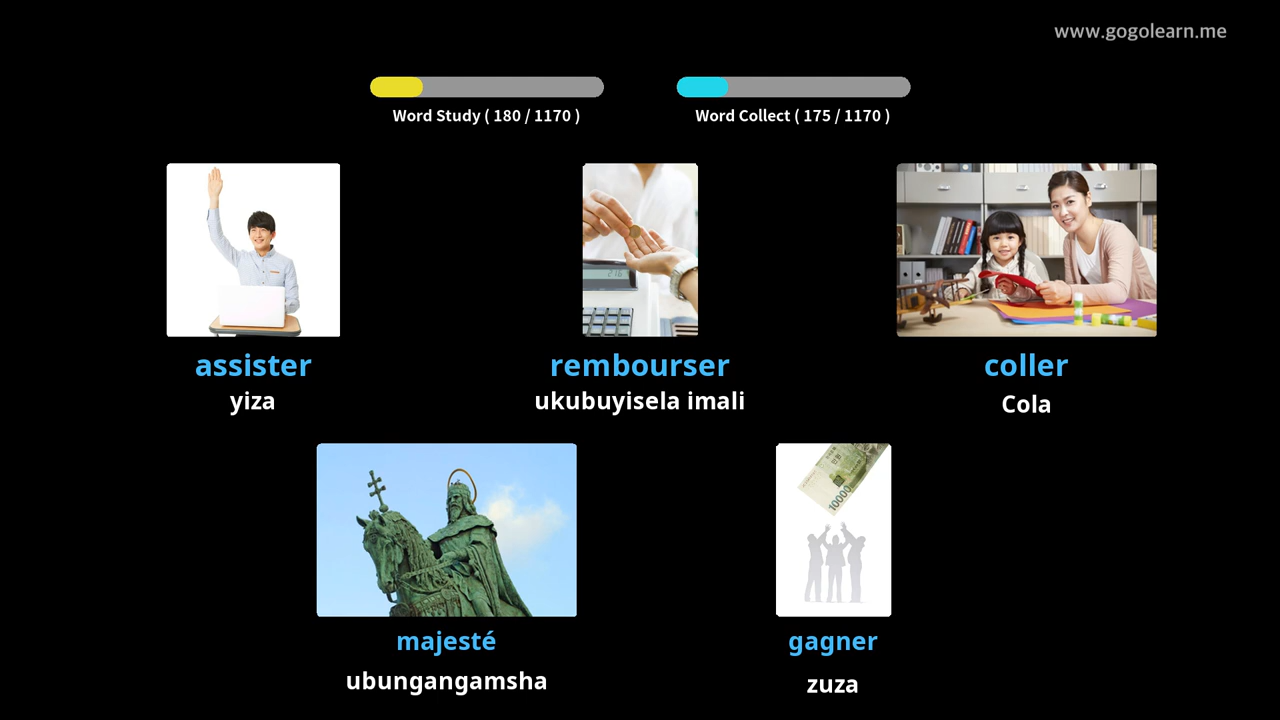 www.gogolearn.me
Word Study ( 180 / 1170 )
Word Collect ( 175 / 1170 )
assister
yiza
rembourser
ukubuyisela imali
coller
Cola
majesté
ubungangamsha
gagner
zuza
10000